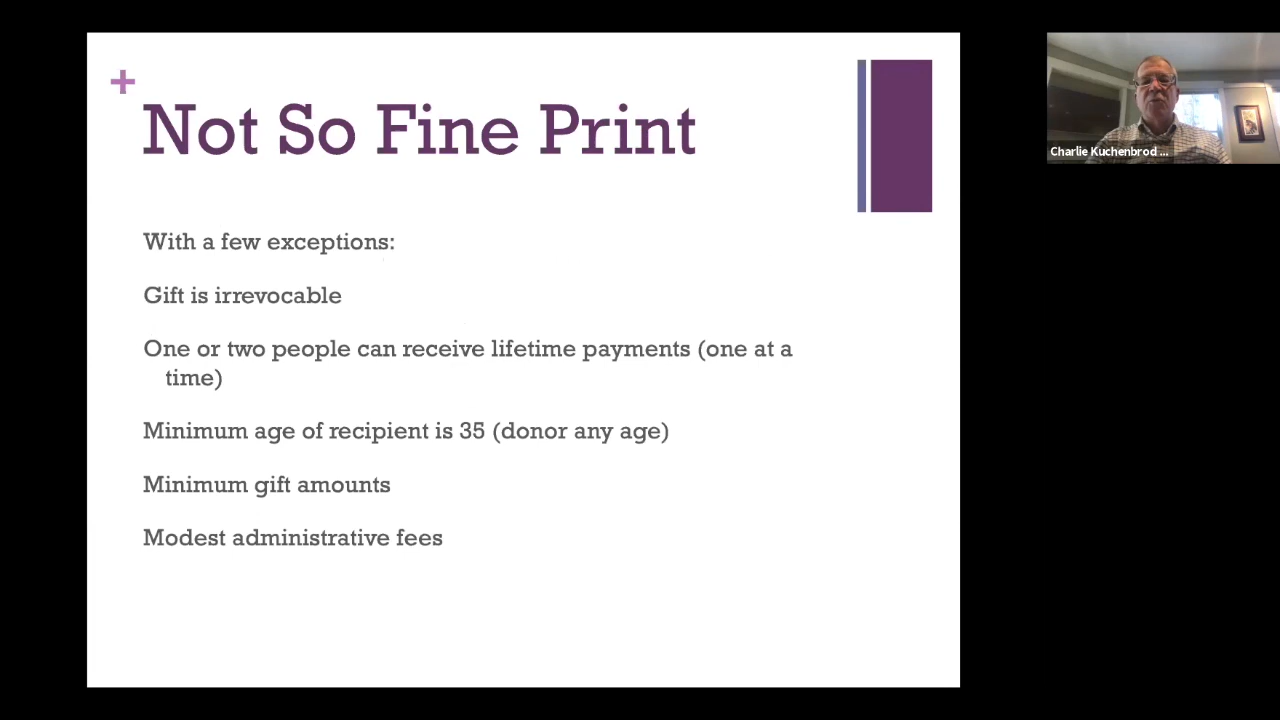 +
Not So Fine Print
With a few exceptions:
Gift is irrevocable
One or two people can receive lifetime payments (one at a
time)
Minimum age of recipient is 35 (donor any age)
Minimum gift amounts
Modest administrative fees
Charlie Kuchenbrod ...